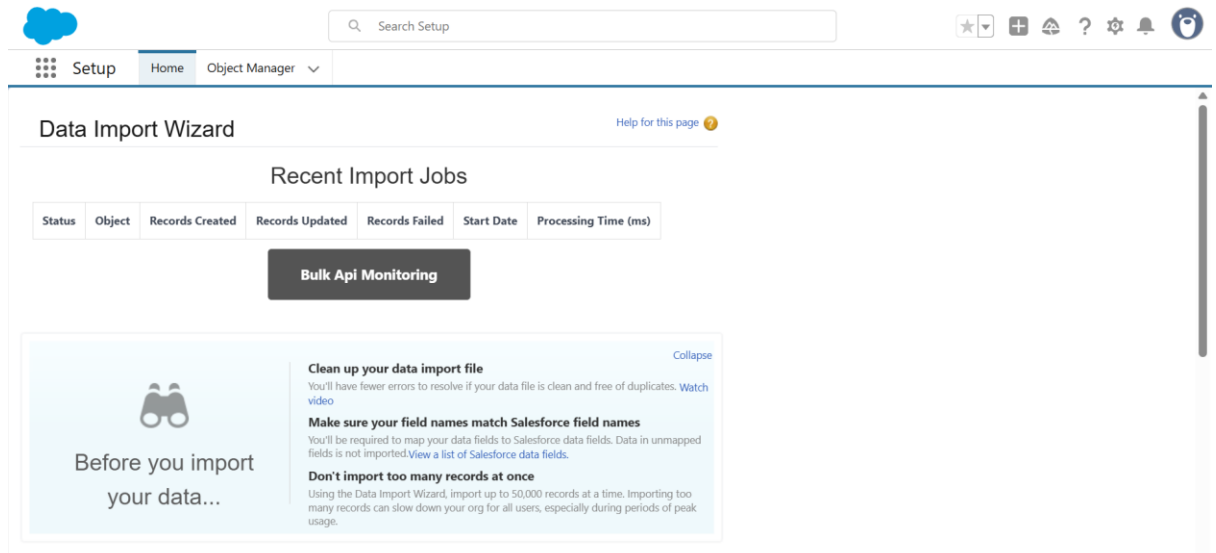 Search Setup
Setup
Home
Object Manager
Data Import Wizard
Help for this page ?
Recent Import Jobs
Status Object Records Created Records Updated Records Failed Start Date Processing Time (ms)
Bulk Api Monitoring
Collapse
Before you import
your data...
Clean up your data import file
You'll have fewer errors to resolve if your data file is clean and free of duplicates. Watch
video
Make sure your field names match Salesforce field names
You'll be required to map your data fields to Salesforce data fields. Data in unmapped
fields is not imported.View a list of Salesforce data fields.
Don't import too many records at once
Using the Data Import Wizard, import up to 50,000 records at a time. Importing too
many records can slow down your org for all users, especially during periods of peak
usage.